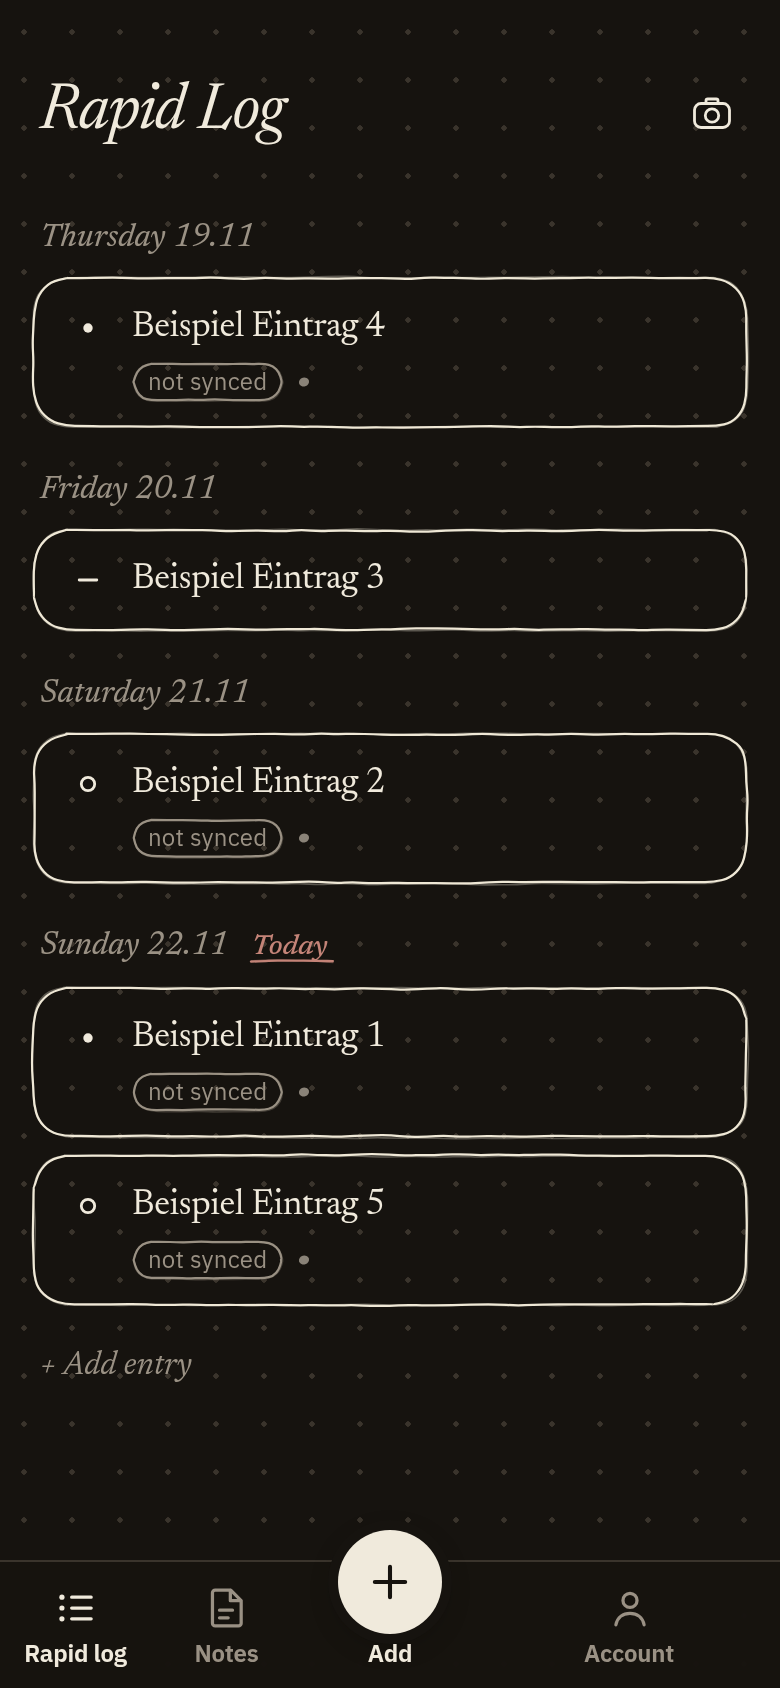 Rapid Log
Thursday 19.11
• Beispiel Eintrag 4
not synced •
Friday 20.11
– Beispiel Eintrag 3
Saturday 21.11
○ Beispiel Eintrag 2
not synced •
Sunday 22.11 Today
• Beispiel Eintrag 1
not synced •
○ Beispiel Eintrag 5
not synced •
+ Add entry
Rapid log Notes Add Account